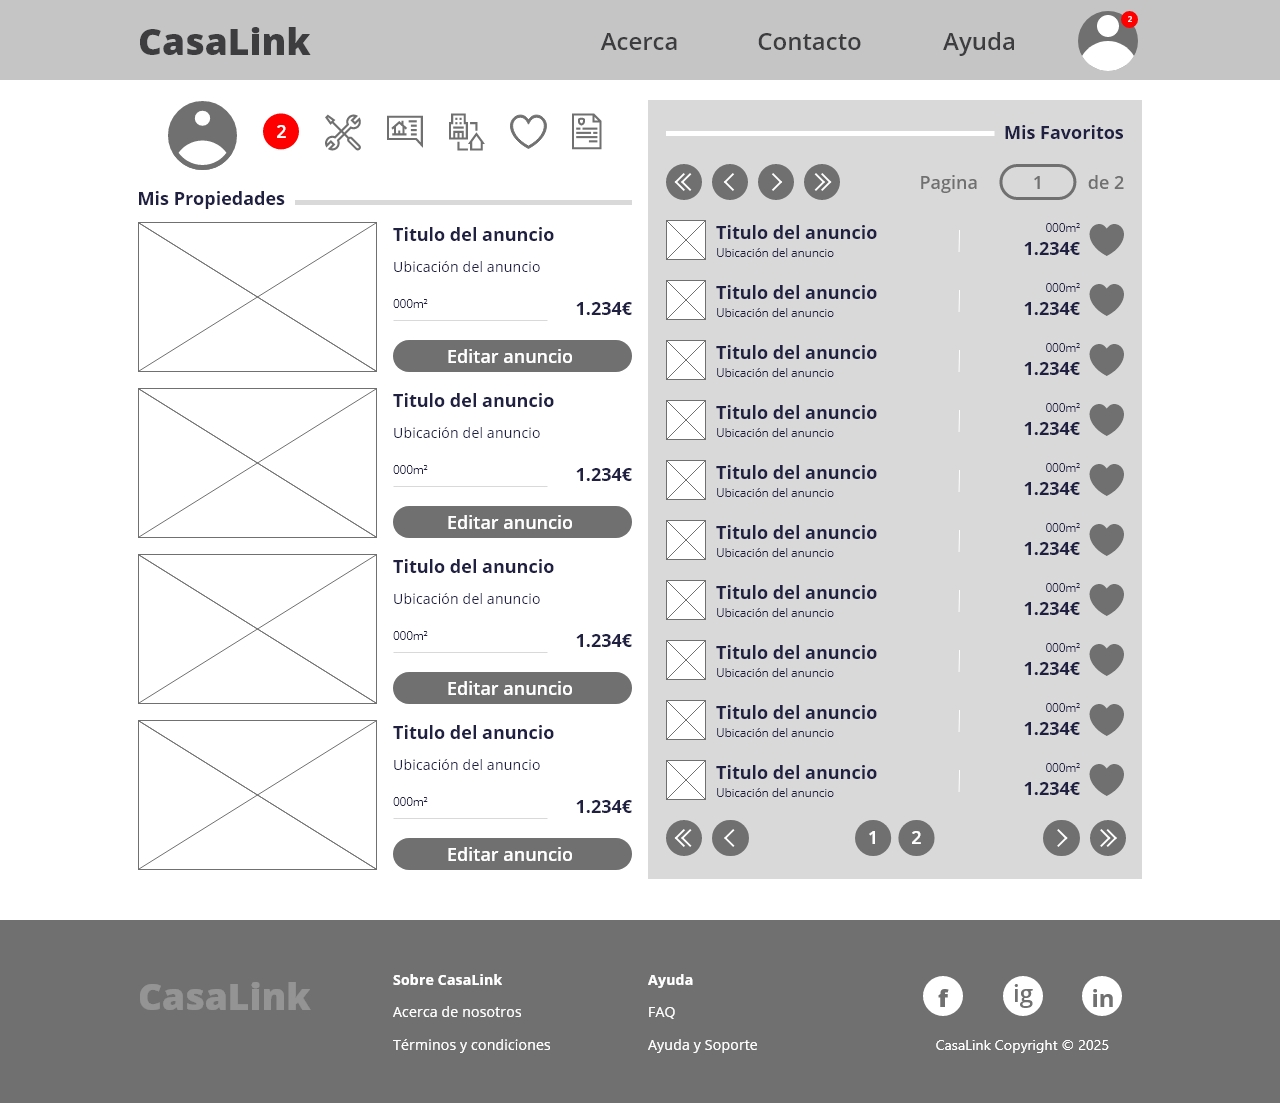 CasaLink
Acerca
Contacto
Ayuda
2
2
Mis Propiedades
Titulo del anuncio
Ubicación del anuncio
000m²
1.234€
Editar anuncio
Titulo del anuncio
Ubicación del anuncio
000m²
1.234€
Editar anuncio
Titulo del anuncio
Ubicación del anuncio
000m²
1.234€
Editar anuncio
Titulo del anuncio
Ubicación del anuncio
000m²
1.234€
Editar anuncio
Mis Favoritos
Pagina 1 de 2
Titulo del anuncio
Ubicación del anuncio
000m²
1.234€
Titulo del anuncio
Ubicación del anuncio
000m²
1.234€
Titulo del anuncio
Ubicación del anuncio
000m²
1.234€
Titulo del anuncio
Ubicación del anuncio
000m²
1.234€
Titulo del anuncio
Ubicación del anuncio
000m²
1.234€
Titulo del anuncio
Ubicación del anuncio
000m²
1.234€
Titulo del anuncio
Ubicación del anuncio
000m²
1.234€
Titulo del anuncio
Ubicación del anuncio
000m²
1.234€
Titulo del anuncio
Ubicación del anuncio
000m²
1.234€
Titulo del anuncio
Ubicación del anuncio
000m²
1.234€
1 2
CasaLink
Sobre CasaLink
Acerca de nosotros
Términos y condiciones
Ayuda
FAQ
Ayuda y Soporte
f
ig
in
CasaLink Copyright © 2025